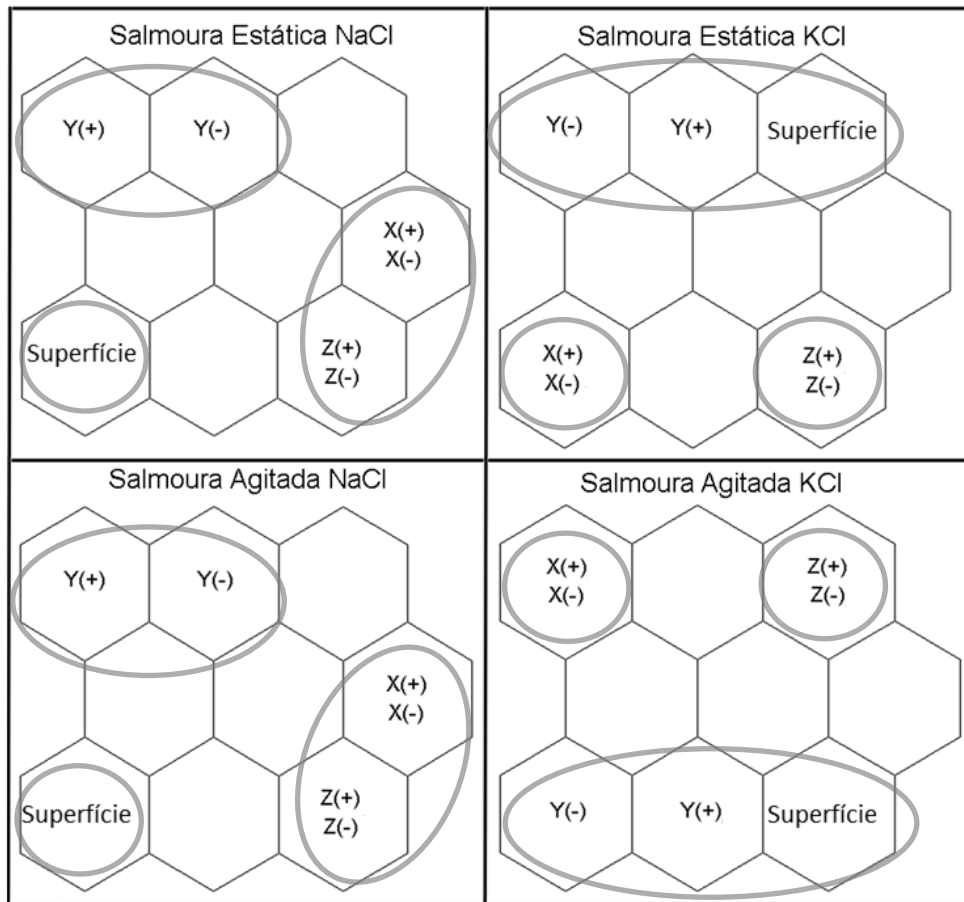 Salmoura Estática NaCl
Y(+) Y(-)
X(+)
X(-)
Superfície
Z(+)
Z(-)
Salmoura Estática KCl
Y(-) Y(+) Superfície
X(+)
X(-)
Z(+)
Z(-)
Salmoura Agitada NaCl
Y(+) Y(-)
X(+)
X(-)
Superfície
Z(+)
Z(-)
Salmoura Agitada KCl
X(+)
X(-)
Z(+)
Z(-)
Y(-) Y(+) Superfície